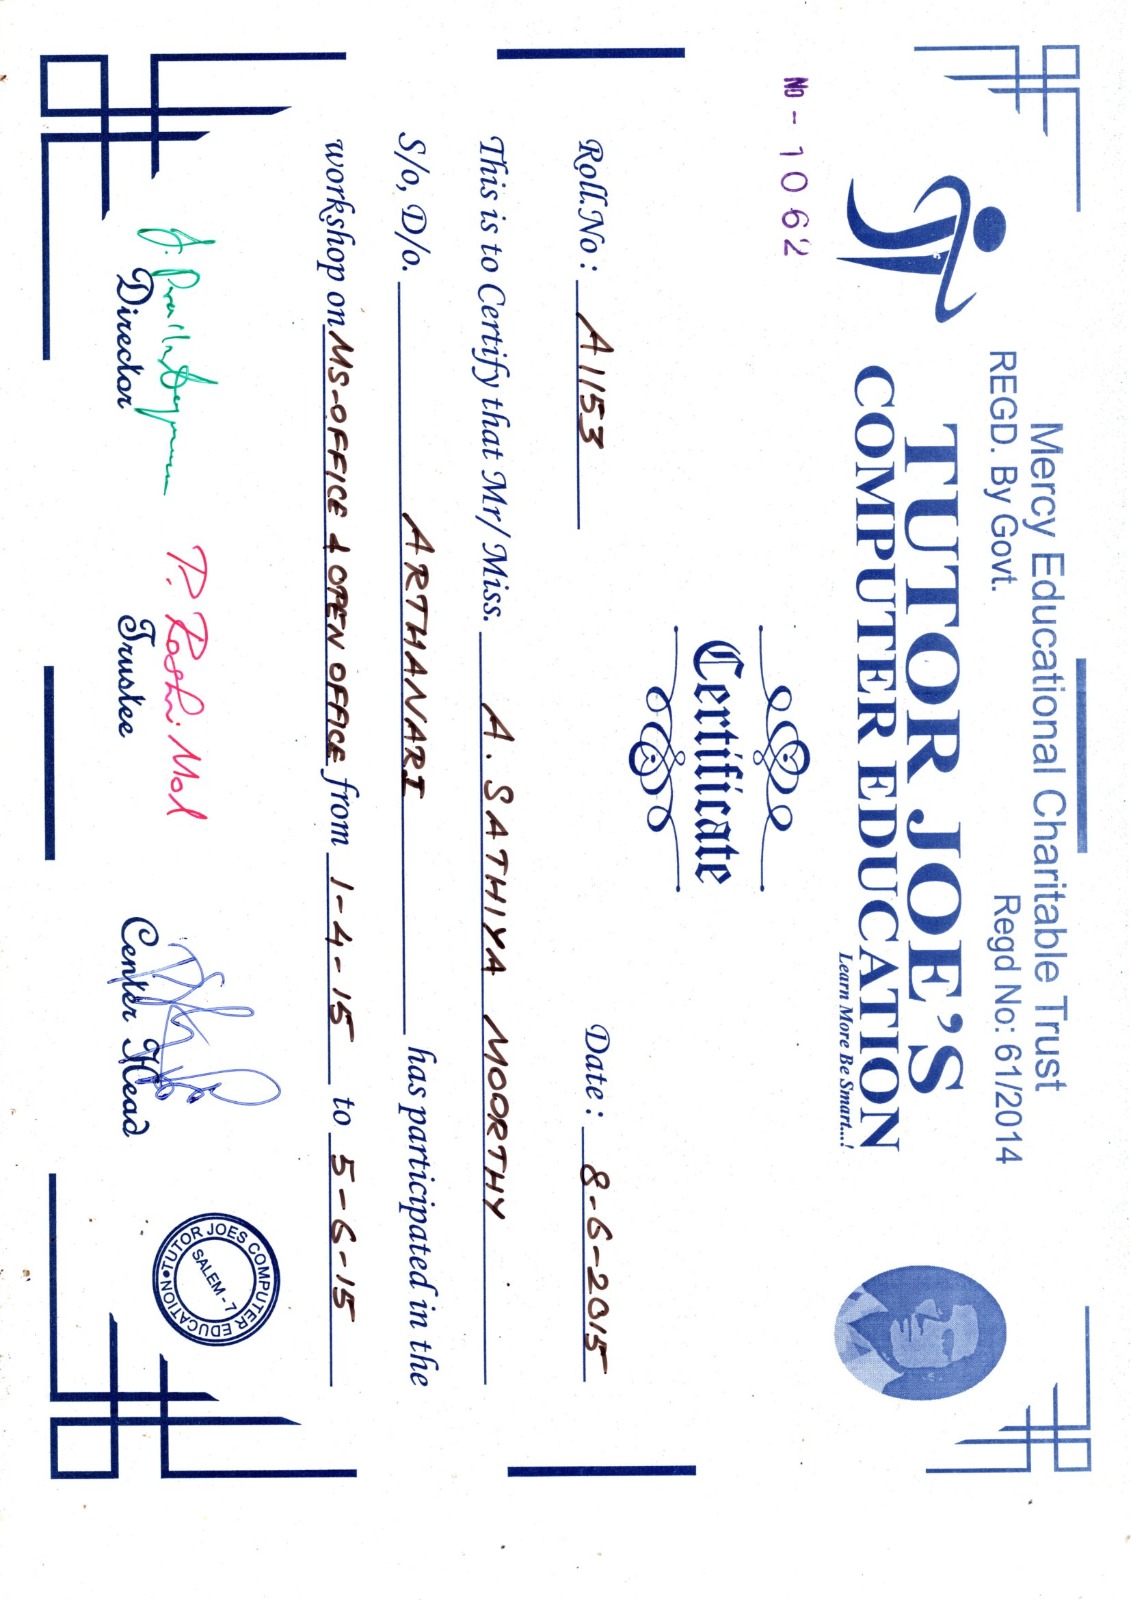 Mercy Educational Charitable Trust
REGD. By Govt. Regd No: 61/2014
TUTOR JOE'S
COMPUTER EDUCATION
Learn More Be Smart...!
No - 1062
Certificate
Roll.No : A1153 Date : 8-6-2015
This is to Certify that Mr/ Miss. A. SATHIYA MOORTHY
S/o, D/o. ARTHANARI has participated in the
workshop on MS-OFFICE & OPEN OFFICE from 1-4-15 to 5-6-15
P. Roshi Mol
Director Trustee Center Head
TUTOR JOES COMPUTER EDUCATION
SALEM - 7